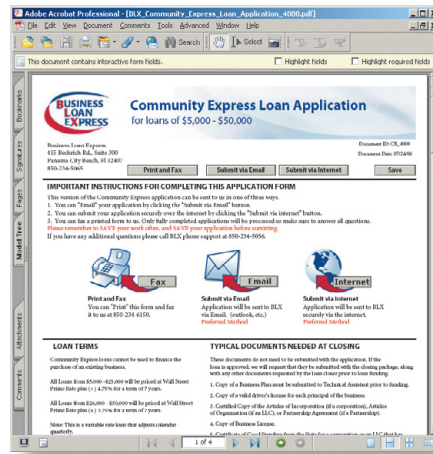 Adobe Acrobat Professional - [BLX_Community_Express_Loan_Application_4000.pdf]
File Edit View Document Comments Tools Advanced Window Help
Search
Select
This document contains interactive form fields.
Highlight fields
Highlight required fields
Bookmarks
Signatures
Pages
Model Tree
Attachments
Comments
BUSINESS
LOAN
EXPRESS
Community Express Loan Application
for loans of $5,000 - $50,000
Business Loan Express
615 Beckrich Rd., Suite 300
Panama City Beach, Fl 32407
850-234-5065
Print and Fax
Submit via Email
Submit via Internet
Save
IMPORTANT INSTRUCTIONS FOR COMPLETING THIS APPLICATION FORM
This version of the Community Express application can be sent to us in one of three ways.
1. You can "Email" your application by clicking the "Submit via email" button.
2. You can submit your application securely over the internet by clicking the "Submit via internet" button.
3. You can fax a printed form to us. Only fully completed applications will be processed so make sure to answer all questions.
Please remember to SAVE your work often, and SAVE your application before submitting.
If you have any additional questions please call BLX phone support at 850-234-5056.
Fax
Email
Internet
Print and Fax
You can "Print" this form and fax
it to us at 850 234 6150.
Submit via Email
Application will be sent to BLX
via Email. (outlook, etc.)
Preferred Method
Submit via Internet
Application will be sent to BLX
securely via the internet.
Preferred Method
LOAN TERMS
Community Express loans cannot be used to finance the
purchase of an existing business.
All Loans from $5,000 -$25,000 will be priced at Wall Street
Prime Rate plus (+) 4.75% for a term of 7 years.
All Loans from $26,000 - $50,000 will be priced at Wall Street
Prime Rate plus (+) 3.75% for a term of 7 years.
Note: This is a variable rate loan that adjusts calendar
quarterly.
TYPICAL DOCUMENTS NEEDED AT CLOSING
These documents do not need to be submitted with the application. If the
loan is approved, we will request that they be submitted with the closing package, along
with any other documents requested by the loan closer prior to loan funding.
1. Copy of a Business Plan must be submitted to Technical Assistant prior to funding.
2. Copy of a valid driver's license for each principal of the business.
3. Certified Copy of the Articles of Incorporation (if a corporation), Articles
of Organization (if an LLC), or Partnership Agreement (if a Partnership).
4. Copy of Business License.
1 of 4